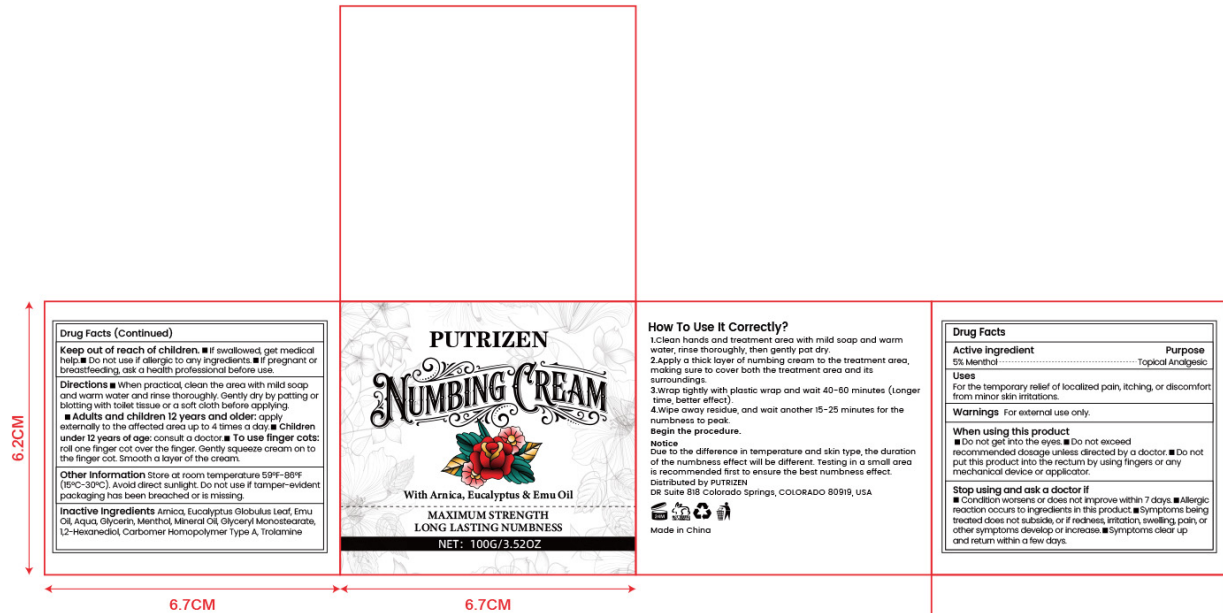 Drug Facts (Continued)
Keep out of reach of children. ■ If swallowed, get medical
help. ■ Do not use if allergic to any ingredients. ■ If pregnant or
breastfeeding, ask a health professional before use.
Directions ■ When practical, clean the area with mild soap
and warm water and rinse thoroughly. Gently dry by patting or
blotting with toilet tissue or a soft cloth before applying.
■ Adults and children 12 years and older: apply
externally to the affected area up to 4 times a day. ■ Children
under 12 years of age: consult a doctor. ■ To use finger cots:
roll one finger cot over the finger. Gently squeeze cream on to
the finger cot. Smooth a layer of the cream.
Other Information Store at room temperature 59°F-86°F
(15°C-30°C). Avoid direct sunlight. Do not use if tamper-evident
packaging has been breached or is missing.
Inactive Ingredients Arnica, Eucalyptus Globulus Leaf, Emu
Oil, Aqua, Glycerin, Menthol, Mineral Oil, Glyceryl Monostearate,
1,2-Hexanediol, Carbomer Homopolymer Type A, Trolamine
PUTRIZEN
NUMBING CREAM
With Arnica, Eucalyptus & Emu Oil
MAXIMUM STRENGTH
LONG LASTING NUMBNESS
NET: 100G/3.52OZ
How To Use It Correctly?
1.Clean hands and treatment area with mild soap and warm
water, rinse thoroughly, then gently pat dry.
2.Apply a thick layer of numbing cream to the treatment area,
making sure to cover both the treatment area and its
surroundings.
3.Wrap tightly with plastic wrap and wait 40-60 minutes (Longer
time, better effect).
4.Wipe away residue, and wait another 15-25 minutes for the
numbness to peak.
Begin the procedure.
Notice
Due to the difference in temperature and skin type, the duration
of the numbness effect will be different. Testing in a small area
is recommended first to ensure the best numbness effect.
Distributed by PUTRIZEN
DR Suite 818 Colorado Springs, COLORADO 80919, USA
24M
Made in China
Drug Facts
Active ingredient Purpose
5% Menthol Topical Analgesic
Uses
For the temporary relief of localized pain, itching, or discomfort
from minor skin irritations.
Warnings For external use only.
When using this product
■ Do not get into the eyes. ■ Do not exceed
recommended dosage unless directed by a doctor. ■ Do not
put this product into the rectum by using fingers or any
mechanical device or applicator.
Stop using and ask a doctor if
■ Condition worsens or does not improve within 7 days. ■ Allergic
reaction occurs to ingredients in this product. ■ Symptoms being
treated does not subside, or if redness, irritation, swelling, pain, or
other symptoms develop or increase. ■ Symptoms clear up
and return within a few days.
6.2CM
6.7CM
6.7CM